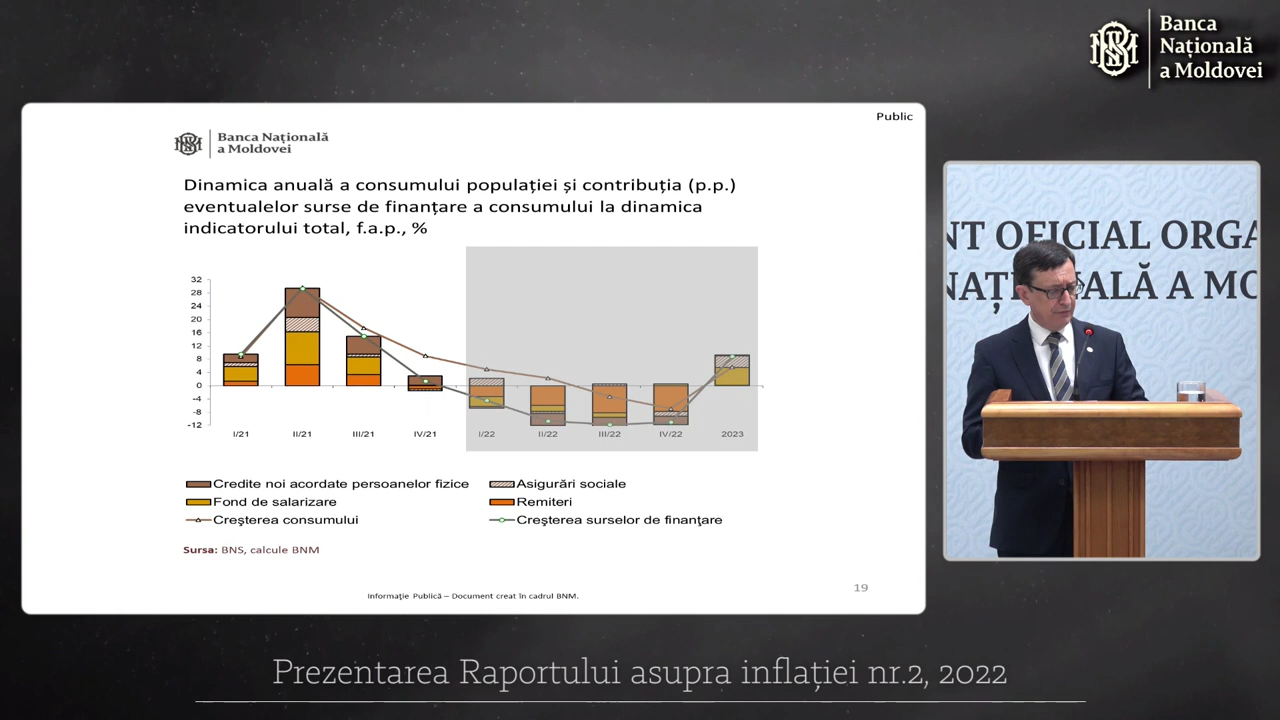 Banca
Națională
a Moldovei
Public
Banca Națională
a Moldovei
Dinamica anuală a consumului populației și contribuția (p.p.)
eventualelor surse de finanțare a consumului la dinamica
indicatorului total, f.a.p., %
32
28
24
20
16
12
8
4
0
-4
-8
-12
I/21
II/21
III/21
IV/21
I/22
II/22
III/22
IV/22
2023
Credite noi acordate persoanelor fizice
Asigurări sociale
Fond de salarizare
Remiteri
Creşterea consumului
Creşterea surselor de finanţare
Sursa: BNS, calcule BNM
Informaţie Publică – Document creat în cadrul BNM.
19
NT OFICIAL ORGA
NAȚIONALĂ A MO
Prezentarea Raportului asupra inflației nr.2, 2022